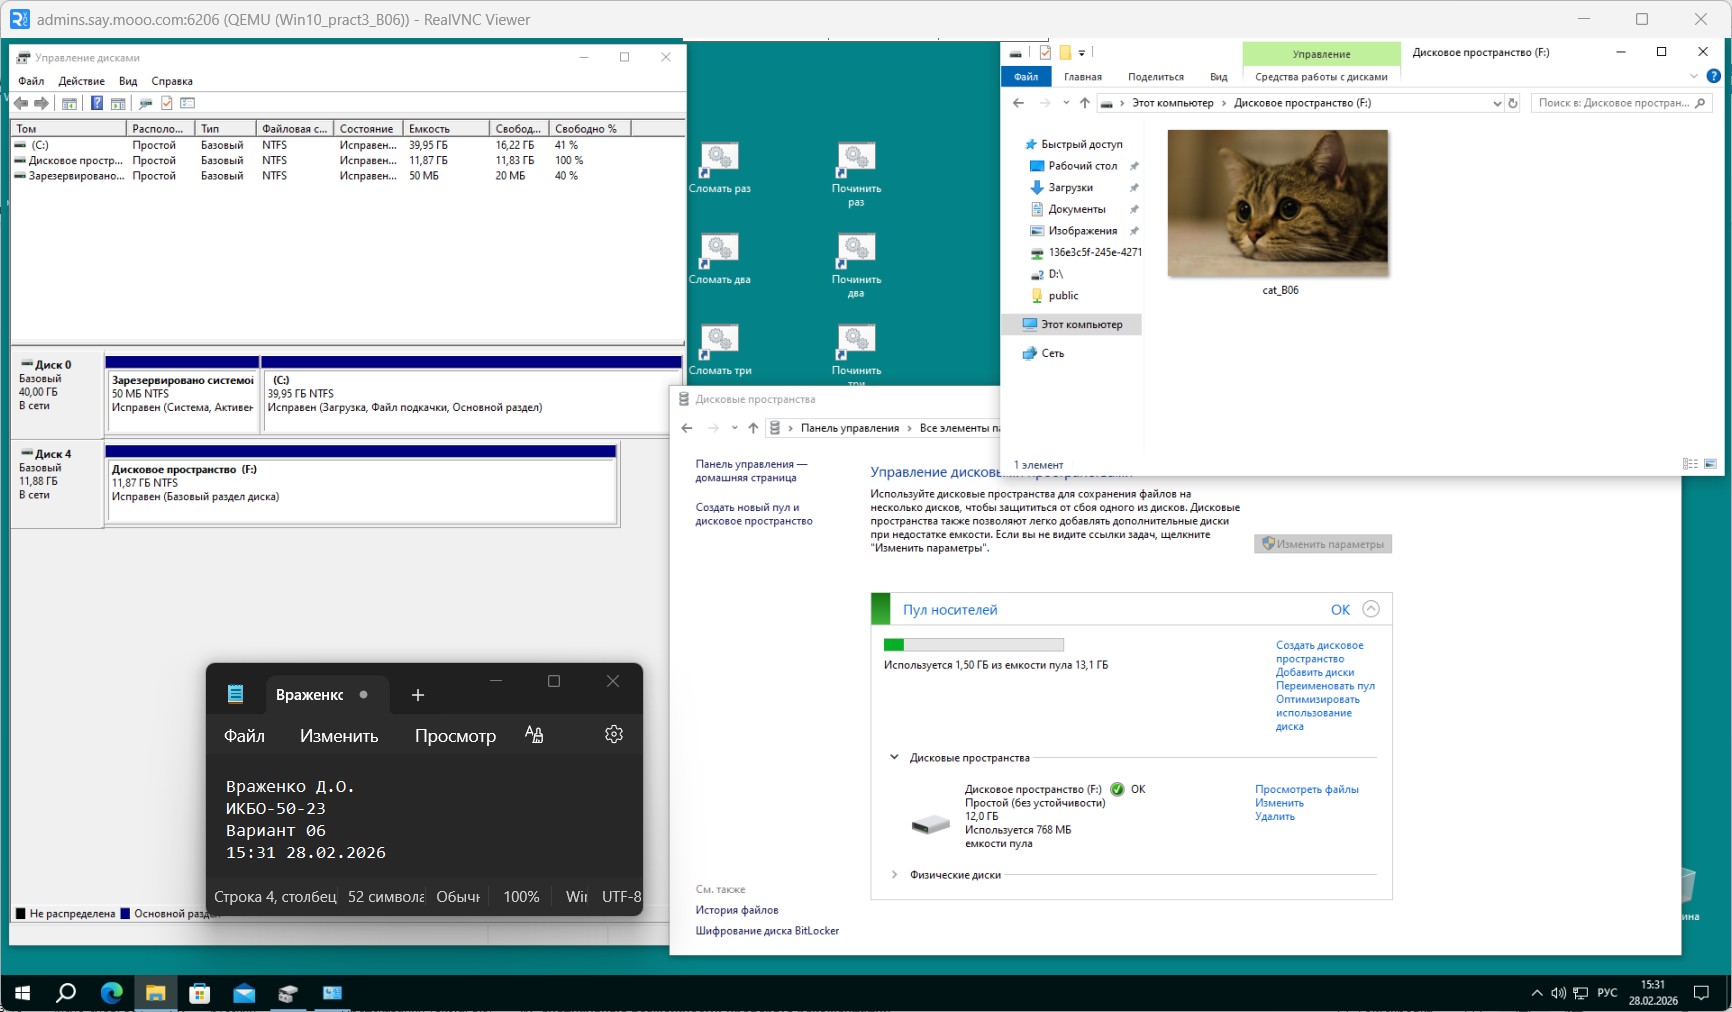 admins.say.mooo.com:6206 (QEMU (Win10_pract3_B06)) - RealVNC Viewer
Управление дисками
Файл Действие Вид Справка
Том Располо... Тип Файловая с... Состояние Емкость Свобод... Свободно %
(C:) Простой Базовый NTFS Исправен... 39,95 ГБ 16,22 ГБ 41 %
Дисковое простр... Простой Базовый NTFS Исправен... 11,87 ГБ 11,83 ГБ 100 %
Зарезервировано... Простой Базовый NTFS Исправен... 50 МБ 20 МБ 40 %
Диск 0
Базовый
40,00 ГБ
В сети
Зарезервировано системой
50 МБ NTFS
Исправен (Система, Активен
(C:)
39,95 ГБ NTFS
Исправен (Загрузка, Файл подкачки, Основной раздел)
Диск 4
Базовый
11,88 ГБ
В сети
Дисковое пространство (F:)
11,87 ГБ NTFS
Исправен (Базовый раздел диска)
Не распределена Основной разд
Сломать раз
Починить раз
Сломать два
Починить два
Сломать три
Починить три
Управление
Дисковое пространство (F:)
Файл Главная Поделиться Вид Средства работы с дисками
Этот компьютер Дисковое пространство (F:)
Поиск в: Дисковое простран...
Быстрый доступ
Рабочий стол
Загрузки
Документы
Изображения
136e3c5f-245e-4271
D:\
public
Этот компьютер
Сеть
cat_B06
1 элемент
Дисковые пространства
Панель управления Все элементы па
Панель управления — домашняя страница
Создать новый пул и дисковое пространство
Управление дисковыми пространствами
Используйте дисковые пространства для сохранения файлов на
несколько дисков, чтобы защититься от сбоя одного из дисков. Дисковые
пространства также позволяют легко добавлять дополнительные диски
при недостатке емкости. Если вы не видите ссылки задач, щелкните
"Изменить параметры".
Изменить параметры
Пул носителей
ОК
Используется 1,50 ГБ из емкости пула 13,1 ГБ
Создать дисковое пространство
Добавить диски
Переименовать пул
Оптимизировать использование диска
Дисковые пространства
Дисковое пространство (F:) ОК
Простой (без устойчивости)
12,0 ГБ
Используется 768 МБ
емкости пула
Просмотреть файлы
Изменить
Удалить
Физические диски
См. также
История файлов
Шифрование диска BitLocker
Враженкс
Файл Изменить Просмотр
Враженко Д.О.
ИКБО-50-23
Вариант 06
15:31 28.02.2026
Строка 4, столбец 52 символа Обычн 100% Wir UTF-8
РУС
15:31
28.02.2026